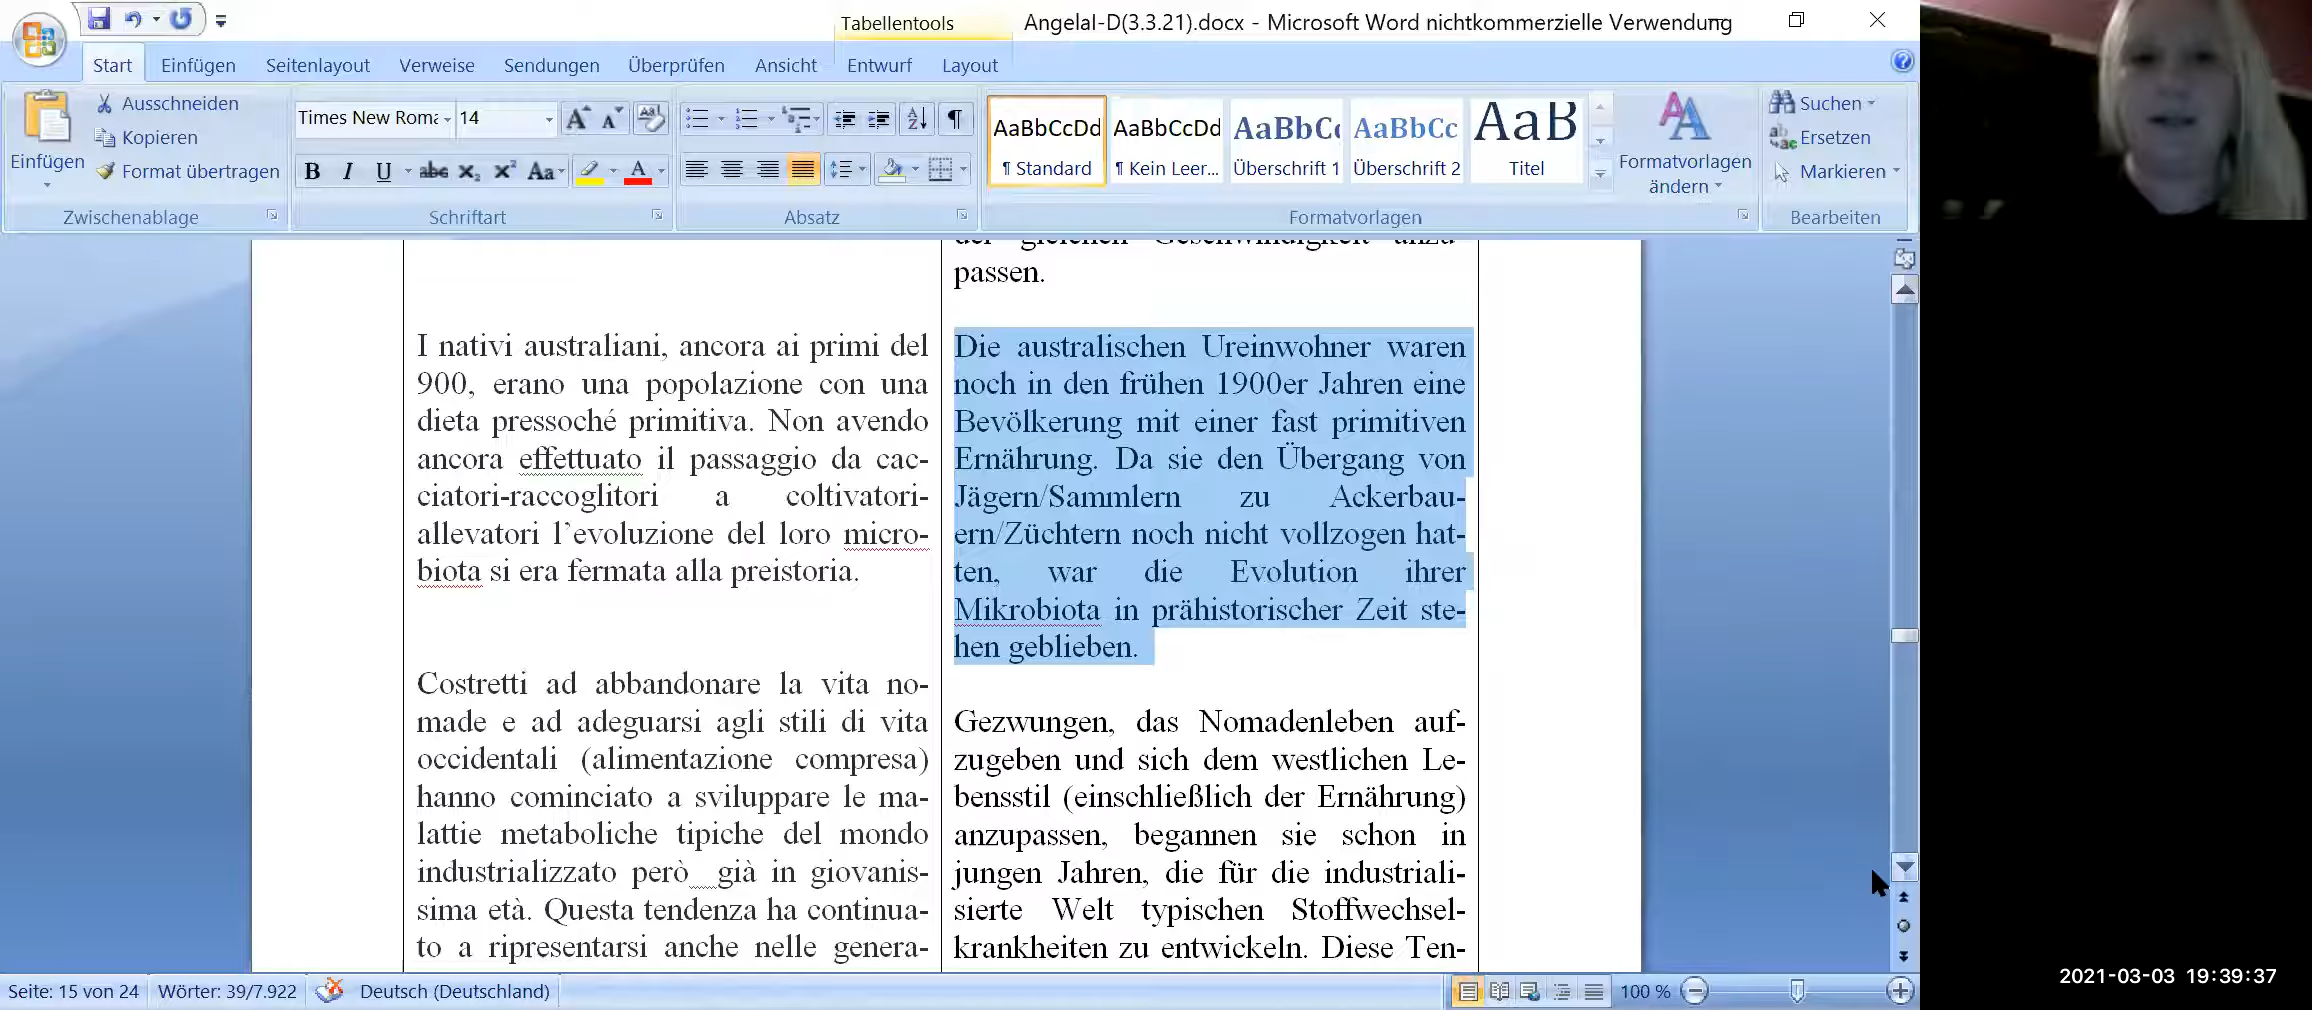 Tabellentools
AngelaI-D(3.3.21).docx - Microsoft Word nichtkommerzielle Verwendung
Start Einfügen Seitenlayout Verweise Sendungen Überprüfen Ansicht Entwurf Layout
Einfügen
Ausschneiden
Kopieren
Format übertragen
Zwischenablage
Times New Roma 14
Schriftart
Absatz
AaBbCcDd AaBbCcDd AaBbCc AaBbCc AaB
¶ Standard ¶ Kein Leer... Überschrift 1 Überschrift 2 Titel
Formatvorlagen
ändern
Formatvorlagen
Suchen
Ersetzen
Markieren
Bearbeiten
I nativi australiani, ancora ai primi del
900, erano una popolazione con una
dieta pressoché primitiva. Non avendo
ancora effettuato il passaggio da cac-
ciatori-raccoglitori a coltivatori-
allevatori l’evoluzione del loro micro-
biota si era fermata alla preistoria.
Costretti ad abbandonare la vita no-
made e ad adeguarsi agli stili di vita
occidentali (alimentazione compresa)
hanno cominciato a sviluppare le ma-
lattie metaboliche tipiche del mondo
industrializzato però già in giovanis-
sima età. Questa tendenza ha continua-
to a ripresentarsi anche nelle genera-
der gleichen Geschwindigkeit anzu-
passen.
Die australischen Ureinwohner waren
noch in den frühen 1900er Jahren eine
Bevölkerung mit einer fast primitiven
Ernährung. Da sie den Übergang von
Jägern/Sammlern zu Ackerbau-
ern/Züchtern noch nicht vollzogen hat-
ten, war die Evolution ihrer
Mikrobiota in prähistorischer Zeit ste-
hen geblieben.
Gezwungen, das Nomadenleben auf-
zugeben und sich dem westlichen Le-
bensstil (einschließlich der Ernährung)
anzupassen, begannen sie schon in
jungen Jahren, die für die industriali-
sierte Welt typischen Stoffwechsel-
krankheiten zu entwickeln. Diese Ten-
Seite: 15 von 24 Wörter: 39/7.922 Deutsch (Deutschland) 100 %
2021-03-03 19:39:37